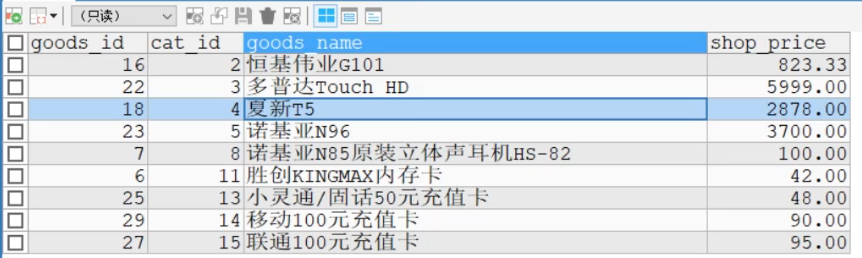 （只读）
goods_id cat_id goods_name shop_price
16 2 恒基伟业G101 823.33
22 3 多普达Touch HD 5999.00
18 4 夏新T5 2878.00
23 5 诺基亚N96 3700.00
7 8 诺基亚N85原装立体声耳机HS-82 100.00
6 11 胜创KINGMAX内存卡 42.00
25 13 小灵通/固话50元充值卡 48.00
29 14 移动100元充值卡 90.00
27 15 联通100元充值卡 95.00